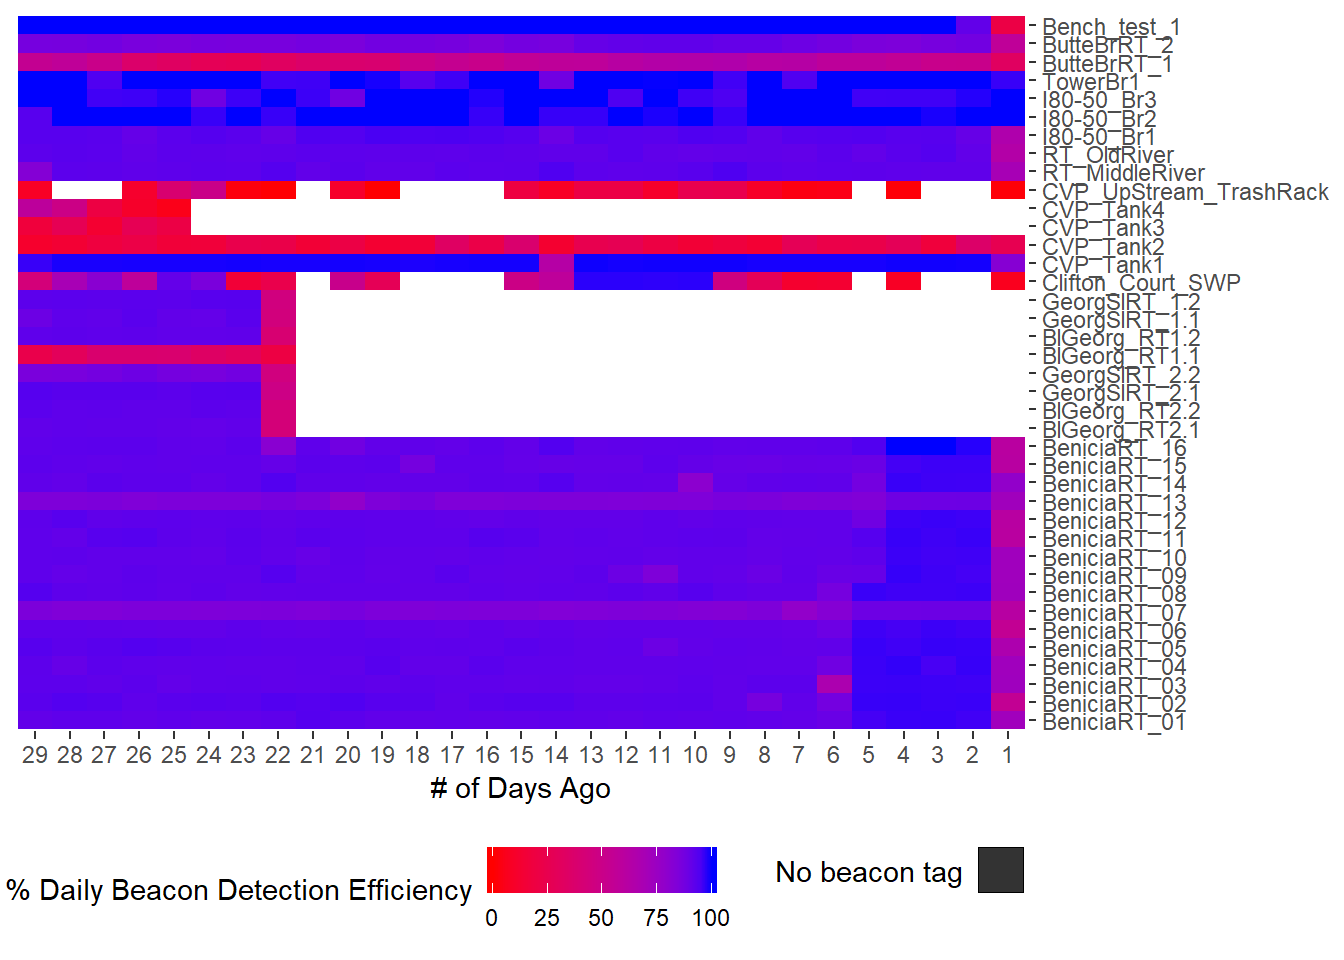 Bench_test_1
ButteBrRT_2
ButteBrRT_1
TowerBr1
I80-50_Br3
I80-50_Br2
I80-50_Br1
RT_OldRiver
RT_MiddleRiver
CVP_UpStream_TrashRack
CVP_Tank4
CVP_Tank3
CVP_Tank2
CVP_Tank1
Clifton_Court_SWP
GeorgSlRT_1.2
GeorgSlRT_1.1
BlGeorg_RT1.2
BlGeorg_RT1.1
GeorgSlRT_2.2
GeorgSlRT_2.1
BlGeorg_RT2.2
BlGeorg_RT2.1
BeniciaRT_16
BeniciaRT_15
BeniciaRT_14
BeniciaRT_13
BeniciaRT_12
BeniciaRT_11
BeniciaRT_10
BeniciaRT_09
BeniciaRT_08
BeniciaRT_07
BeniciaRT_06
BeniciaRT_05
BeniciaRT_04
BeniciaRT_03
BeniciaRT_02
BeniciaRT_01
29 28 27 26 25 24 23 22 21 20 19 18 17 16 15 14 13 12 11 10 9 8 7 6 5 4 3 2 1
# of Days Ago
% Daily Beacon Detection Efficiency
0 25 50 75 100
No beacon tag